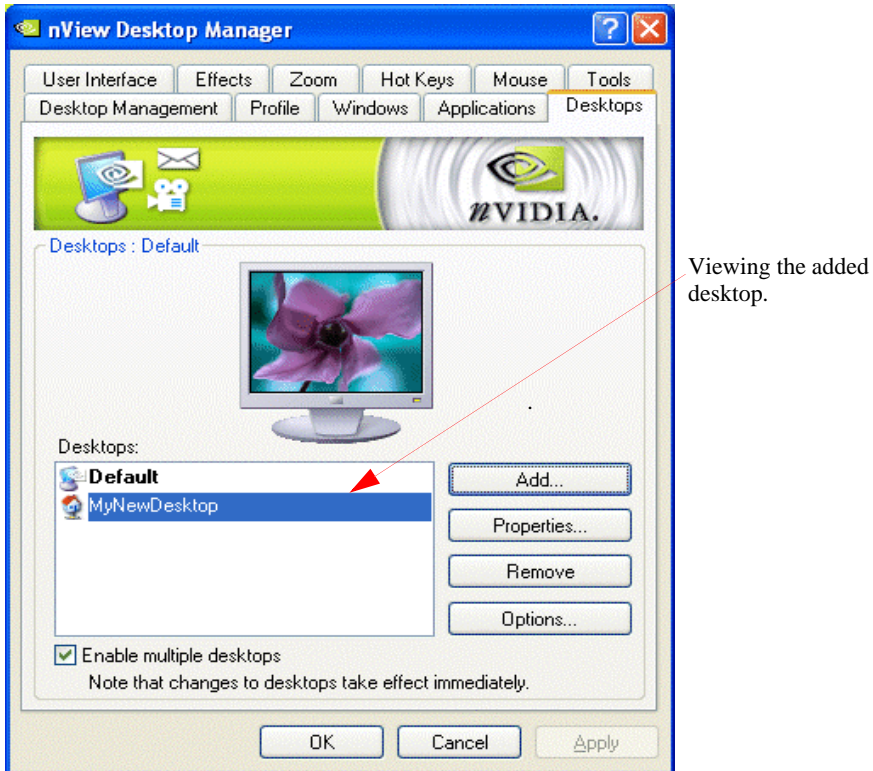 nView Desktop Manager
User Interface Effects Zoom Hot Keys Mouse Tools
Desktop Management Profile Windows Applications Desktops
nVIDIA.
Desktops : Default
Viewing the added
desktop.
.
Desktops:
Default
MyNewDesktop
Add...
Properties...
Remove
Options...
Enable multiple desktops
Note that changes to desktops take effect immediately.
OK Cancel Apply